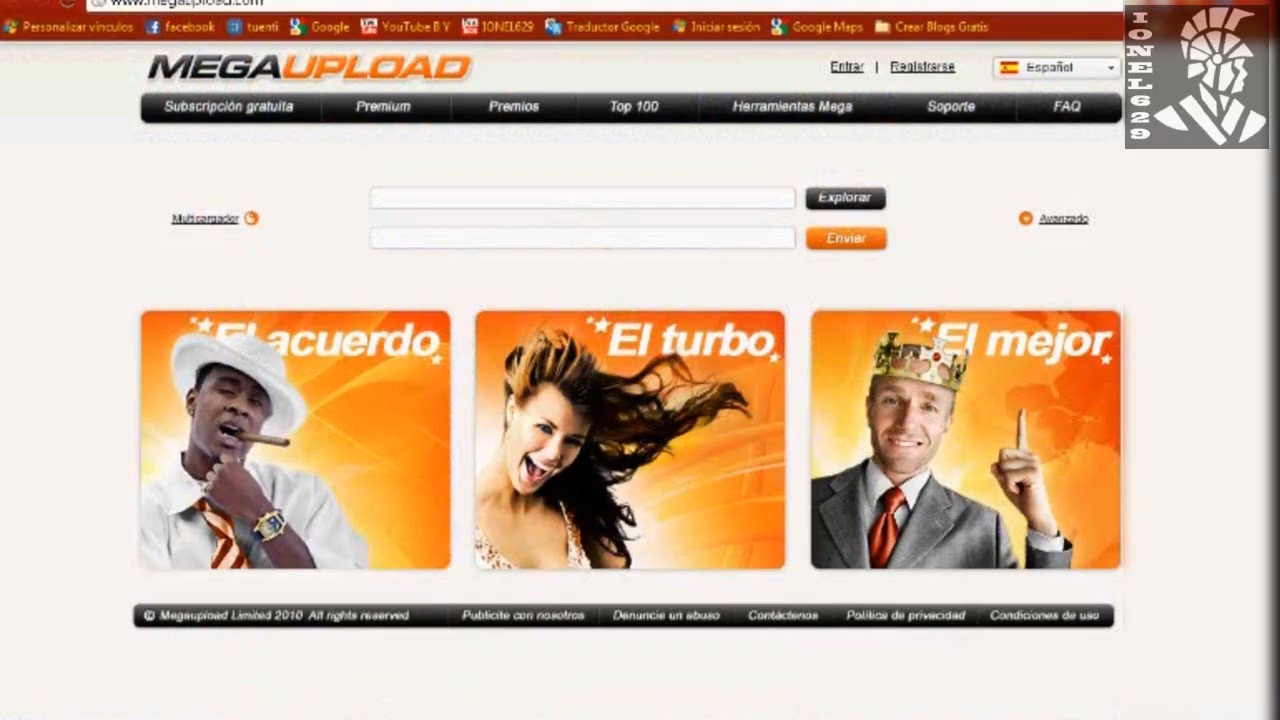 www.megaupload.com
Personalizar vínculos facebook tuenti Google YouTube B Y IONEL629 Traductor Google Iniciar sesión Google Maps Crear Blogs Gratis
IONEL629
MEGAUPLOAD
Entrar | Registrarse Español
Subscripción gratuita Premium Premios Top 100 Herramientas Mega Soporte FAQ
Explorar
Multicargador Avanzado
Enviar
El acuerdo El turbo El mejor
© Megaupload Limited 2010 All rights reserved Publicite con nosotros Denuncie un abuso Contáctenos Política de privacidad Condiciones de uso